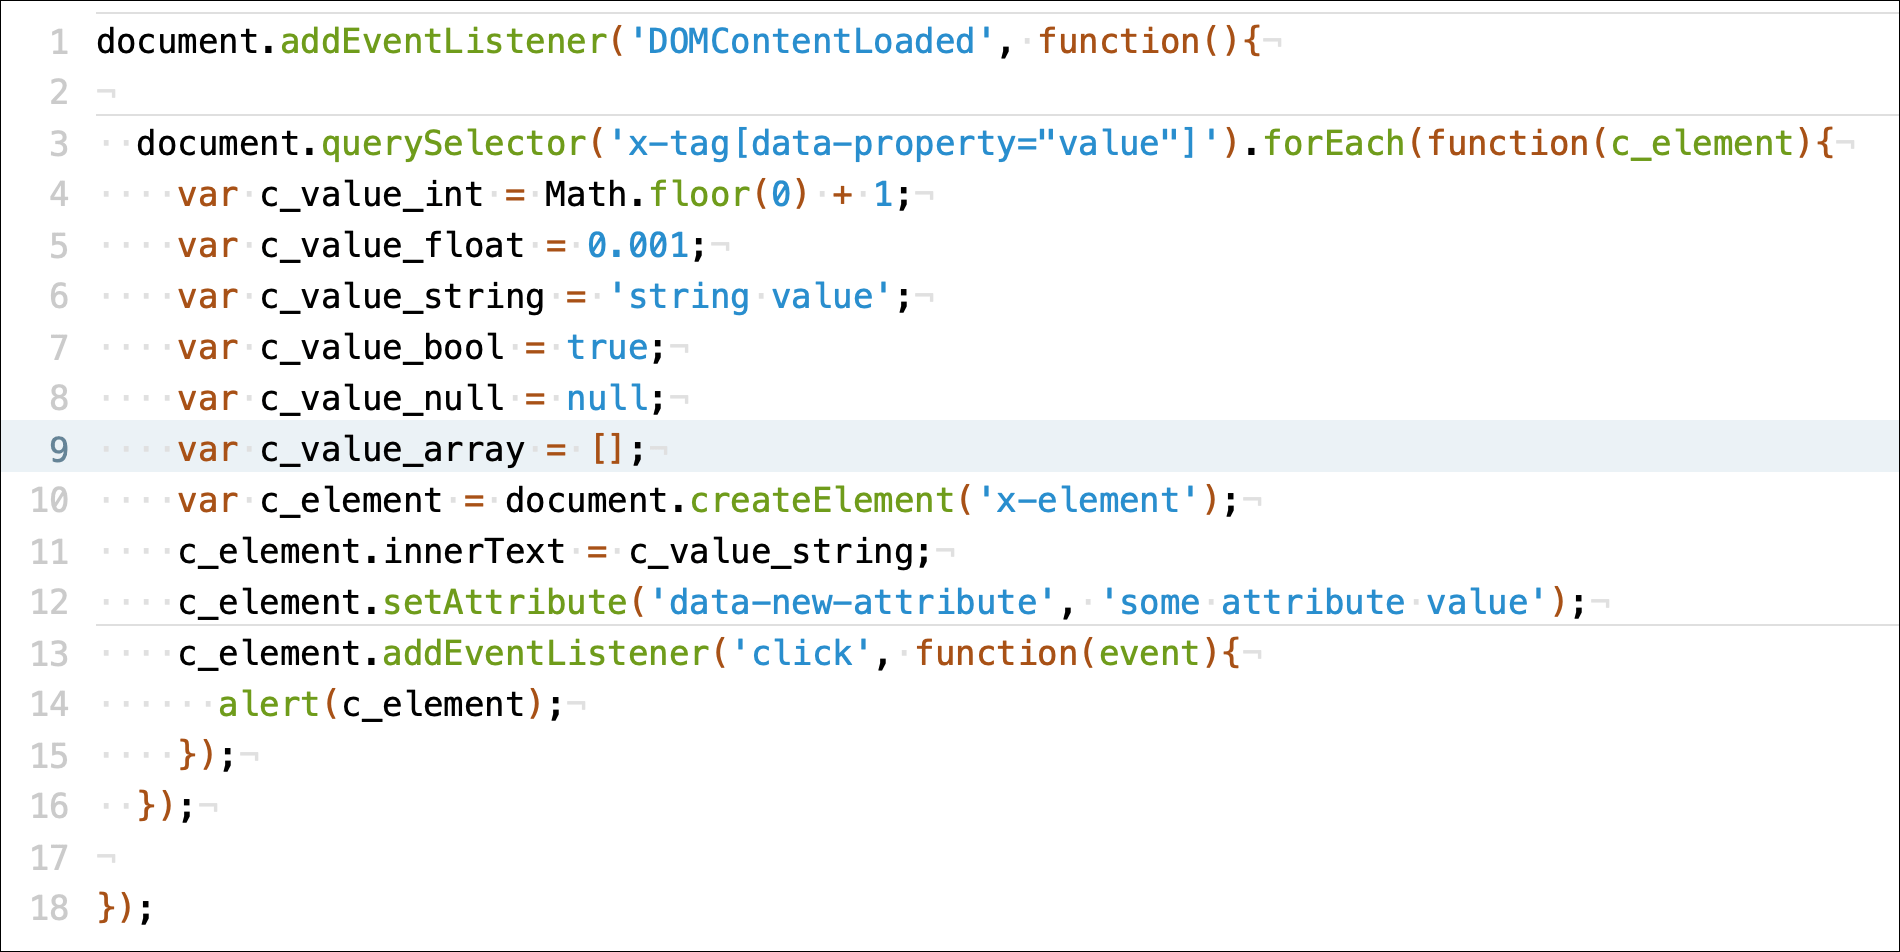 1 document.addEventListener('DOMContentLoaded', function(){¬
2 ¬
3 ··document.querySelector('x-tag[data-property="value"]').forEach(function(c_element){¬
4 ····var·c_value_int·=·Math.floor(0)·+·1;¬
5 ····var·c_value_float·=·0.001;¬
6 ····var·c_value_string·=·'string·value';¬
7 ····var·c_value_bool·=·true;¬
8 ····var·c_value_null·=·null;¬
9 ····var·c_value_array·=·[];¬
10 ····var·c_element·=·document.createElement('x-element');¬
11 ····c_element.innerText·=·c_value_string;¬
12 ····c_element.setAttribute('data-new-attribute',·'some·attribute·value');¬
13 ····c_element.addEventListener('click',·function(event){¬
14 ······alert(c_element);¬
15 ····});¬
16 ··});¬
17 ¬
18 });